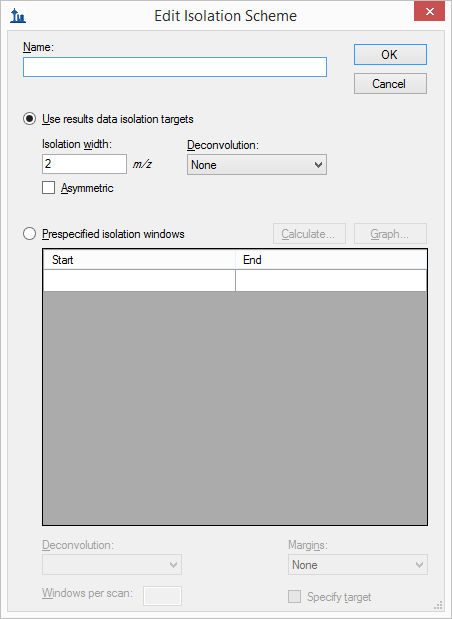 Edit Isolation Scheme
Name:
OK
Cancel
Use results data isolation targets
Isolation width: Deconvolution:
2 m/z None
Asymmetric
Prespecified isolation windows Calculate... Graph...
Start End
Deconvolution: Margins:
None
Windows per scan: Specify target